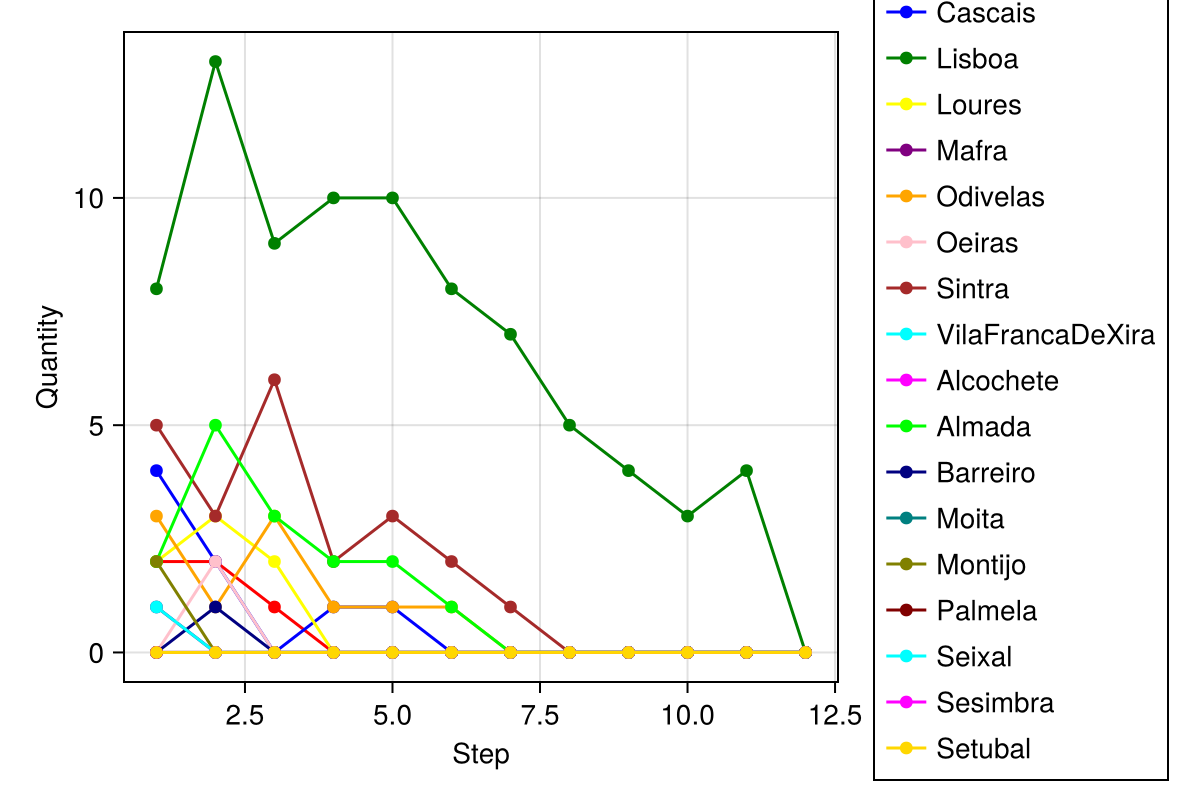 Cascais
Lisboa
Loures
Mafra
Odivelas
Oeiras
Sintra
VilaFrancaDeXira
Alcochete
Almada
Barreiro
Moita
Montijo
Palmela
Seixal
Sesimbra
Setubal
10
5
0
Quantity
2.5 5.0 7.5 10.0 12.5
Step